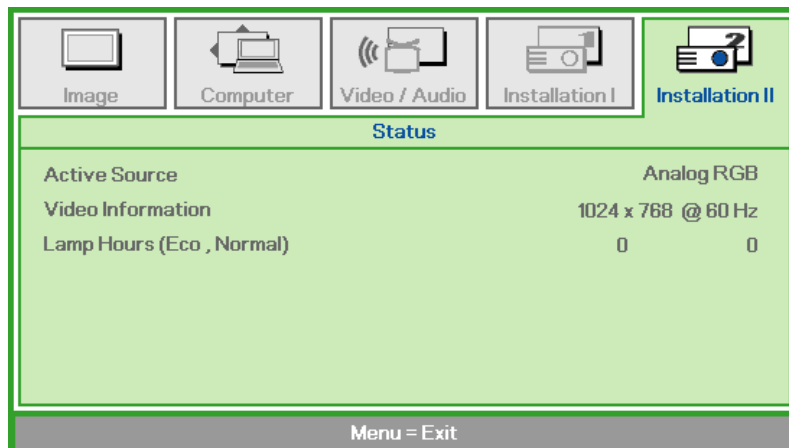 Image Computer Video / Audio Installation I Installation II
Status
Active Source Analog RGB
Video Information 1024 x 768 @ 60 Hz
Lamp Hours (Eco , Normal) 0 0
Menu = Exit